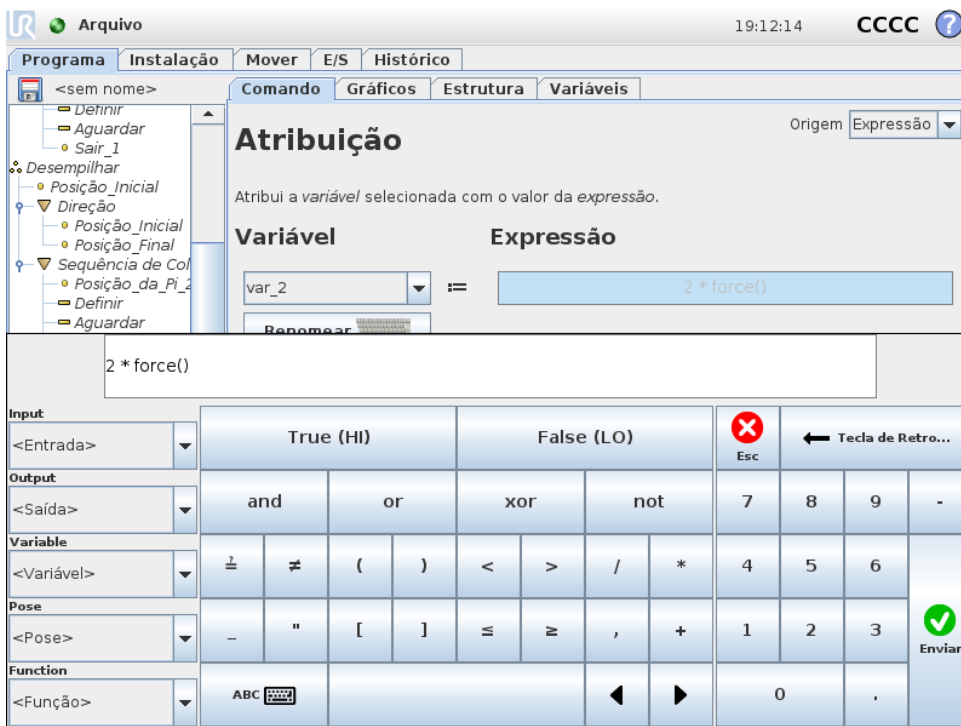 UR Arquivo 19:12:14 CCCC ?
Programa Instalação Mover E/S Histórico
<sem nome> Comando Gráficos Estrutura Variáveis
Definir
Aguardar
Sair_1
Desempilhar
Posição_Inicial
Direção
Posição_Inicial
Posição_Final
Sequência de Col
Posição_da_Pi_2
Definir
Aguardar
Atribuição
Origem Expressão
Atribui a variável selecionada com o valor da expressão.
Variável Expressão
var_2 := 2 * force()
Renomear
2 * force()
Input
<Entrada> True (HI) False (LO) Esc Tecla de Retro...
Output
<Saída> and or xor not 7 8 9 -
Variable
<Variável> ≟ ≠ ( ) < > / * 4 5 6
Pose
<Pose> _ " [ ] ≤ ≥ , + 1 2 3 Enviar
Function
<Função> ABC 0 .